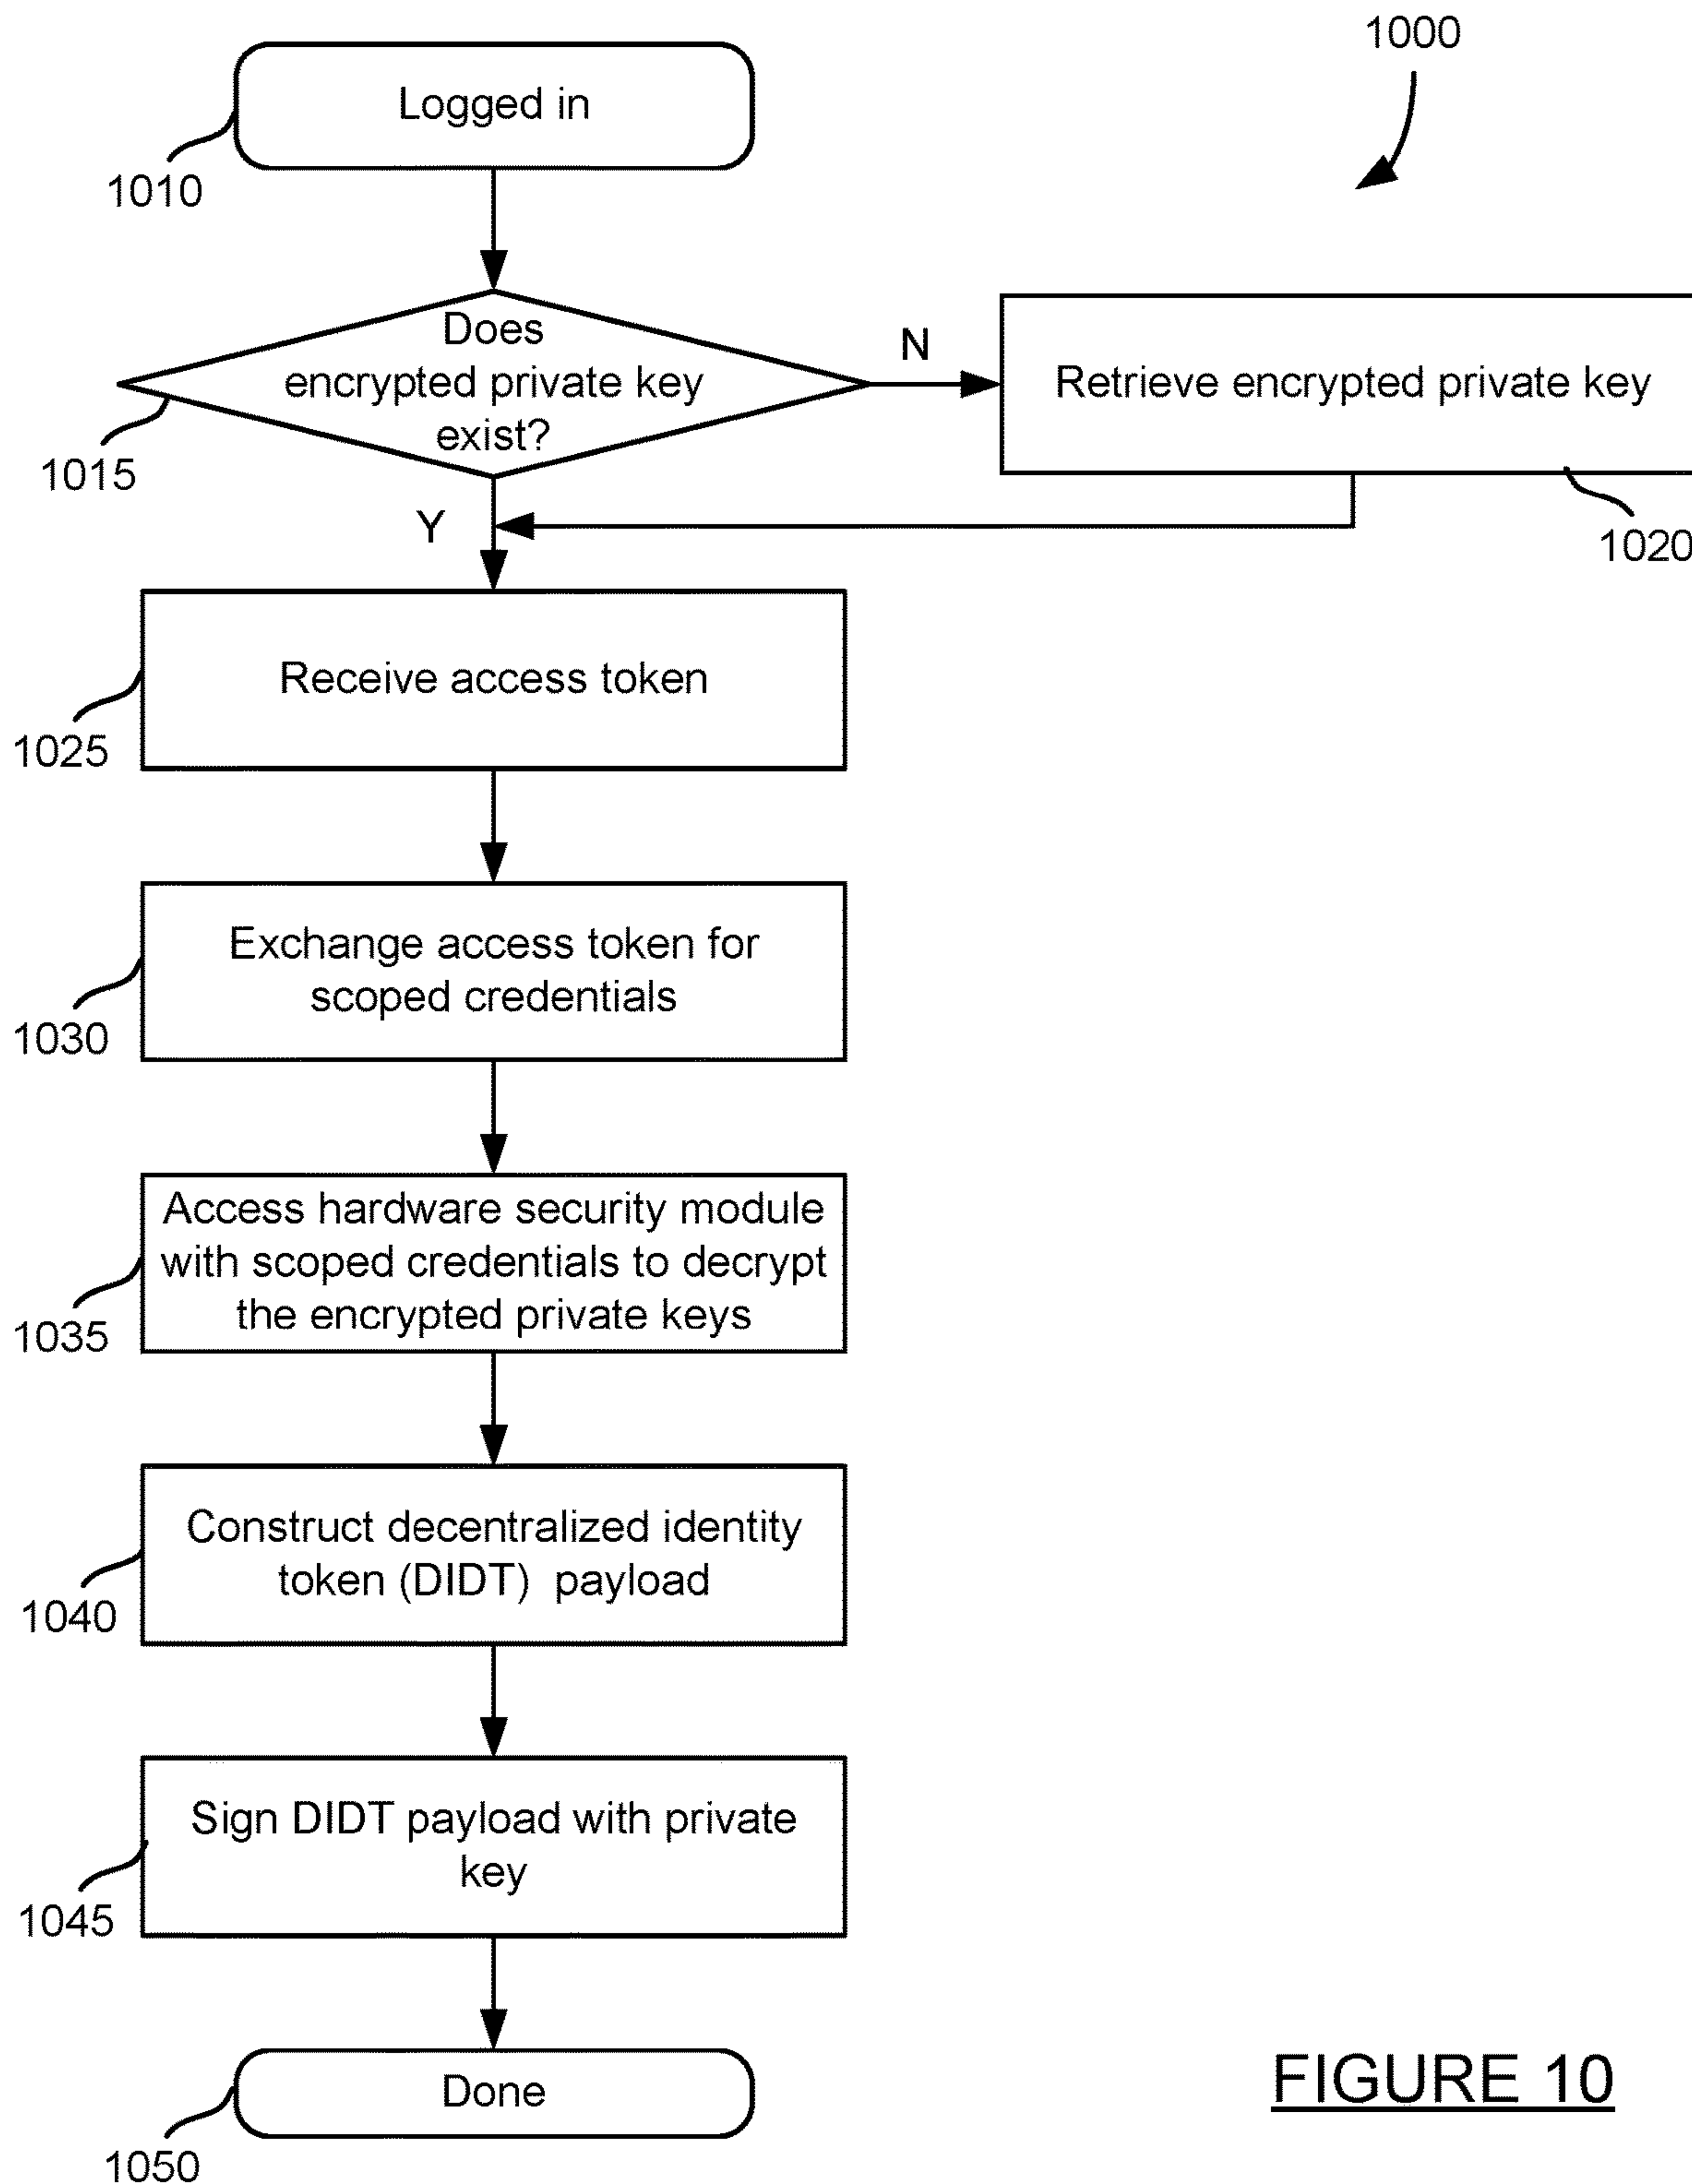 1000
Logged in
1010
Does
encrypted private key
exist?
1015
N
Retrieve encrypted private key
1020
Y
Receive access token
1025
Exchange access token for
scoped credentials
1030
Access hardware security module
with scoped credentials to decrypt
the encrypted private keys
1035
Construct decentralized identity
token (DIDT) payload
1040
Sign DIDT payload with private
key
1045
Done
1050
FIGURE 10